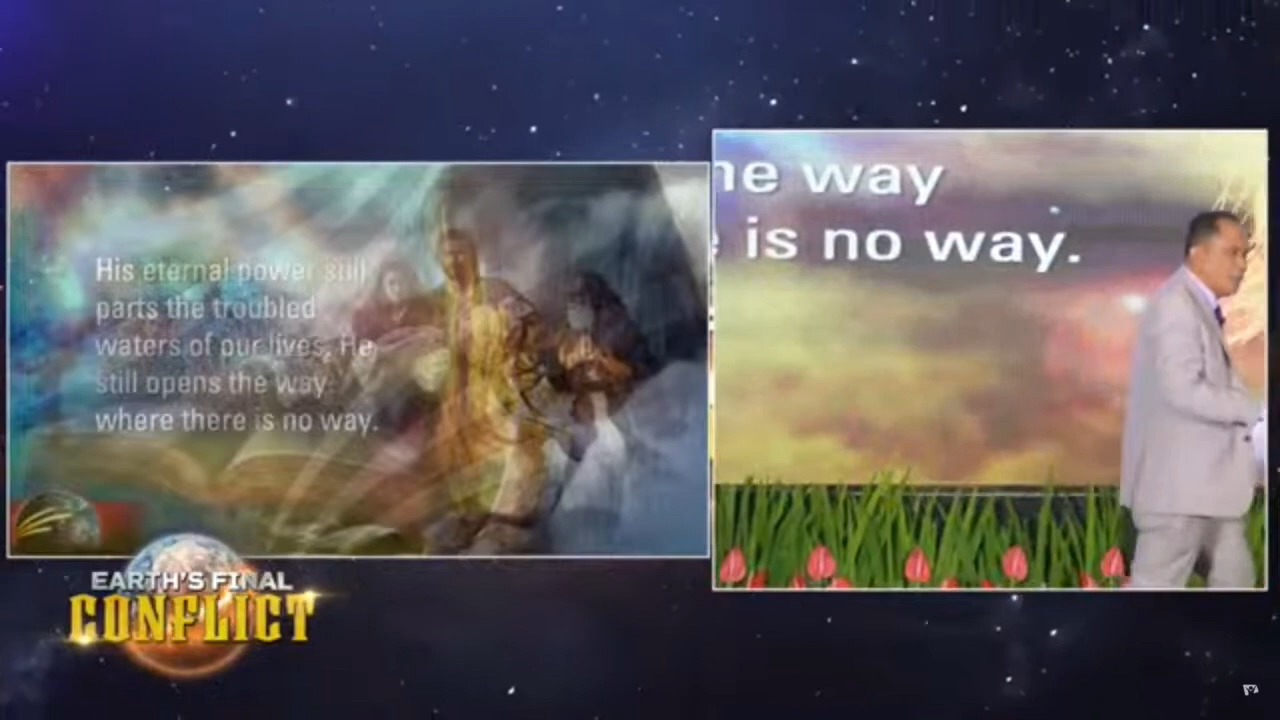 His eternal power still
parts the troubled
waters of our lives, He
still opens the way
where there is no way.
he way
is no way.
EARTH'S FINAL
CONFLICT